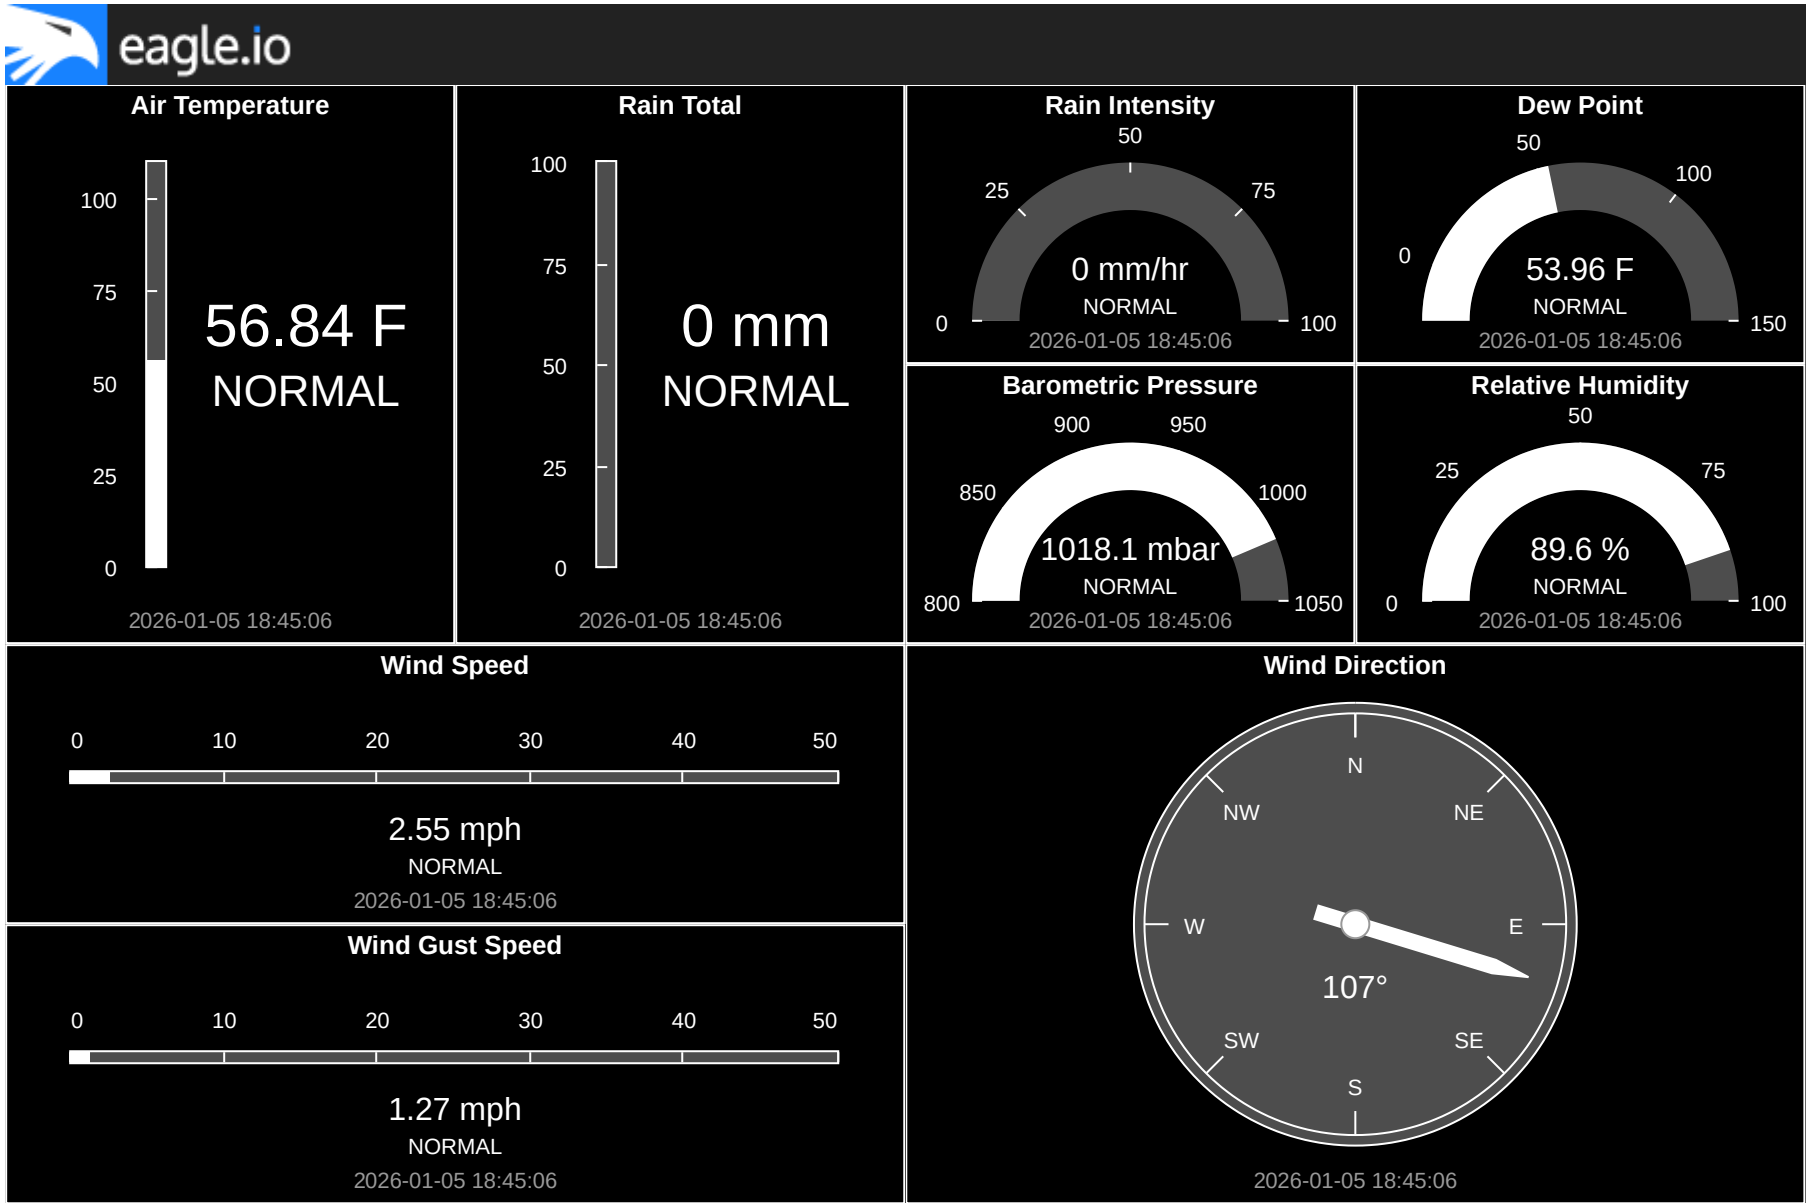 eagle.io
Air Temperature
100
75
50
25
0
56.84 F
NORMAL
2026-01-05 18:45:06
Rain Total
100
75
50
25
0
0 mm
NORMAL
2026-01-05 18:45:06
Rain Intensity
50
25
75
0
100
0 mm/hr
NORMAL
2026-01-05 18:45:06
Dew Point
50
100
0
150
53.96 F
NORMAL
2026-01-05 18:45:06
Barometric Pressure
900
950
850
1000
800
1050
1018.1 mbar
NORMAL
2026-01-05 18:45:06
Relative Humidity
50
25
75
0
100
89.6 %
NORMAL
2026-01-05 18:45:06
Wind Speed
0 10 20 30 40 50
2.55 mph
NORMAL
2026-01-05 18:45:06
Wind Gust Speed
0 10 20 30 40 50
1.27 mph
NORMAL
2026-01-05 18:45:06
Wind Direction
N
NW
NE
W
E
107°
SW
SE
S
2026-01-05 18:45:06